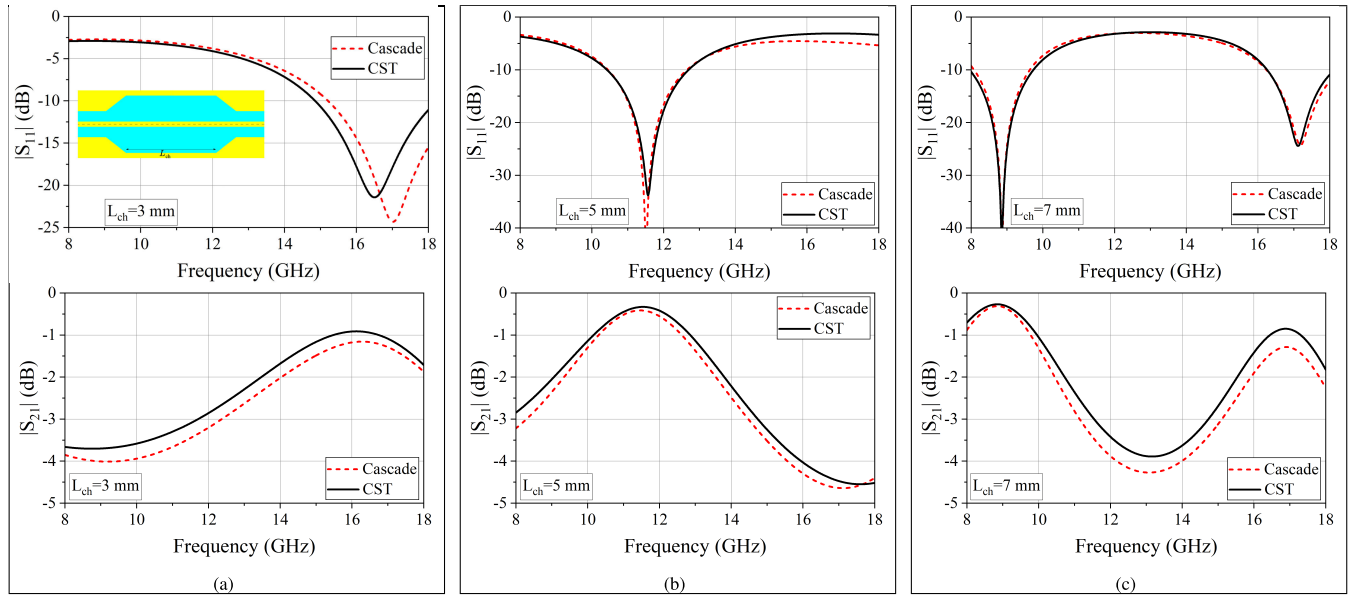 0
-5
-10
-15
-20
-25
|S11| (dB)
Cascade
CST
Lch
Lch=3 mm
8 10 12 14 16 18
Frequency (GHz)
0
-1
-2
-3
-4
-5
|S21| (dB)
Cascade
CST
Lch=3 mm
8 10 12 14 16 18
Frequency (GHz)
(a)
0
-10
-20
-30
-40
|S11| (dB)
Cascade
CST
Lch=5 mm
8 10 12 14 16 18
Frequency (GHz)
0
-1
-2
-3
-4
-5
|S21| (dB)
Cascade
CST
Lch=5 mm
8 10 12 14 16 18
Frequency (GHz)
(b)
0
-10
-20
-30
-40
|S11| (dB)
Cascade
CST
Lch=7 mm
8 10 12 14 16 18
Frequency (GHz)
0
-1
-2
-3
-4
-5
|S21| (dB)
Cascade
CST
Lch=7 mm
8 10 12 14 16 18
Frequency (GHz)
(c)